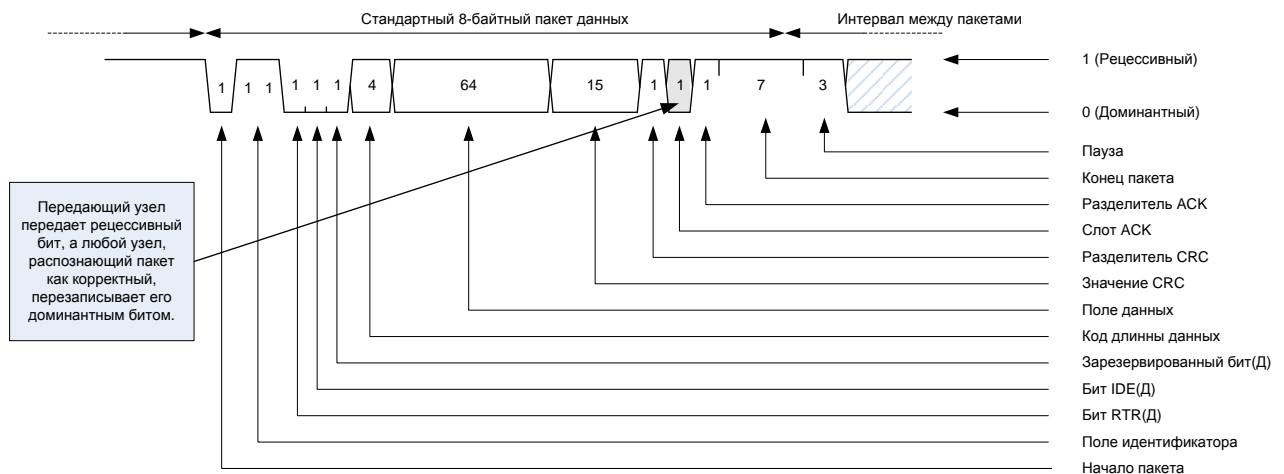 Стандартный 8-байтный пакет данных
Интервал между пакетами
1 1 1 1 1 1 4 64 15 1 1 1 7 3
1 (Рецессивный)
0 (Доминантный)
Пауза
Конец пакета
Разделитель ACK
Слот ACK
Разделитель CRC
Значение CRC
Поле данных
Код длинны данных
Зарезервированный бит(Д)
Бит IDE(Д)
Бит RTR(Д)
Поле идентификатора
Начало пакета
Передающий узел
передает рецессивный
бит, а любой узел,
распознающий пакет
как корректный,
перезаписывает его
доминантным битом.